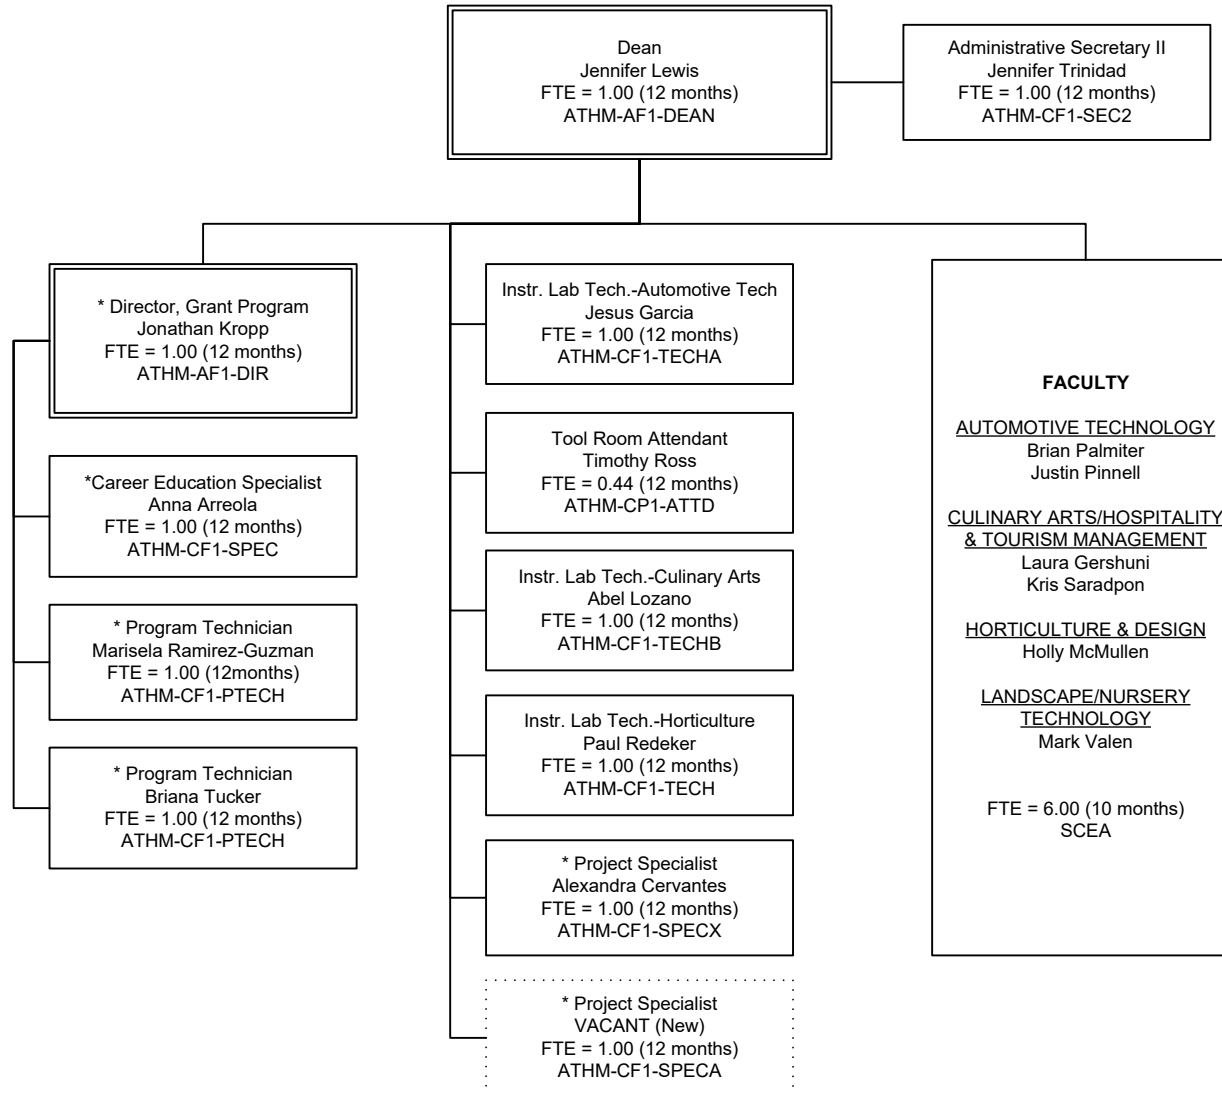 Dean
Jennifer Lewis
FTE = 1.00 (12 months)
ATHM-AF1-DEAN
Administrative Secretary II
Jennifer Trinidad
FTE = 1.00 (12 months)
ATHM-CF1-SEC2
* Director, Grant Program
Jonathan Kropp
FTE = 1.00 (12 months)
ATHM-AF1-DIR
*Career Education Specialist
Anna Arreola
FTE = 1.00 (12 months)
ATHM-CF1-SPEC
* Program Technician
Marisela Ramirez-Guzman
FTE = 1.00 (12months)
ATHM-CF1-PTECH
* Program Technician
Briana Tucker
FTE = 1.00 (12 months)
ATHM-CF1-PTECH
Instr. Lab Tech.-Automotive Tech
Jesus Garcia
FTE = 1.00 (12 months)
ATHM-CF1-TECHA
Tool Room Attendant
Timothy Ross
FTE = 0.44 (12 months)
ATHM-CP1-ATTD
Instr. Lab Tech.-Culinary Arts
Abel Lozano
FTE = 1.00 (12 months)
ATHM-CF1-TECHB
Instr. Lab Tech.-Horticulture
Paul Redeker
FTE = 1.00 (12 months)
ATHM-CF1-TECH
* Project Specialist
Alexandra Cervantes
FTE = 1.00 (12 months)
ATHM-CF1-SPECX
* Project Specialist
VACANT (New)
FTE = 1.00 (12 months)
ATHM-CF1-SPECA
FACULTY
AUTOMOTIVE TECHNOLOGY
Brian Palmiter
Justin Pinnell
CULINARY ARTS/HOSPITALITY
& TOURISM MANAGEMENT
Laura Gershuni
Kris Saradpon
HORTICULTURE & DESIGN
Holly McMullen
LANDSCAPE/NURSERY
TECHNOLOGY
Mark Valen
FTE = 6.00 (10 months)
SCEA